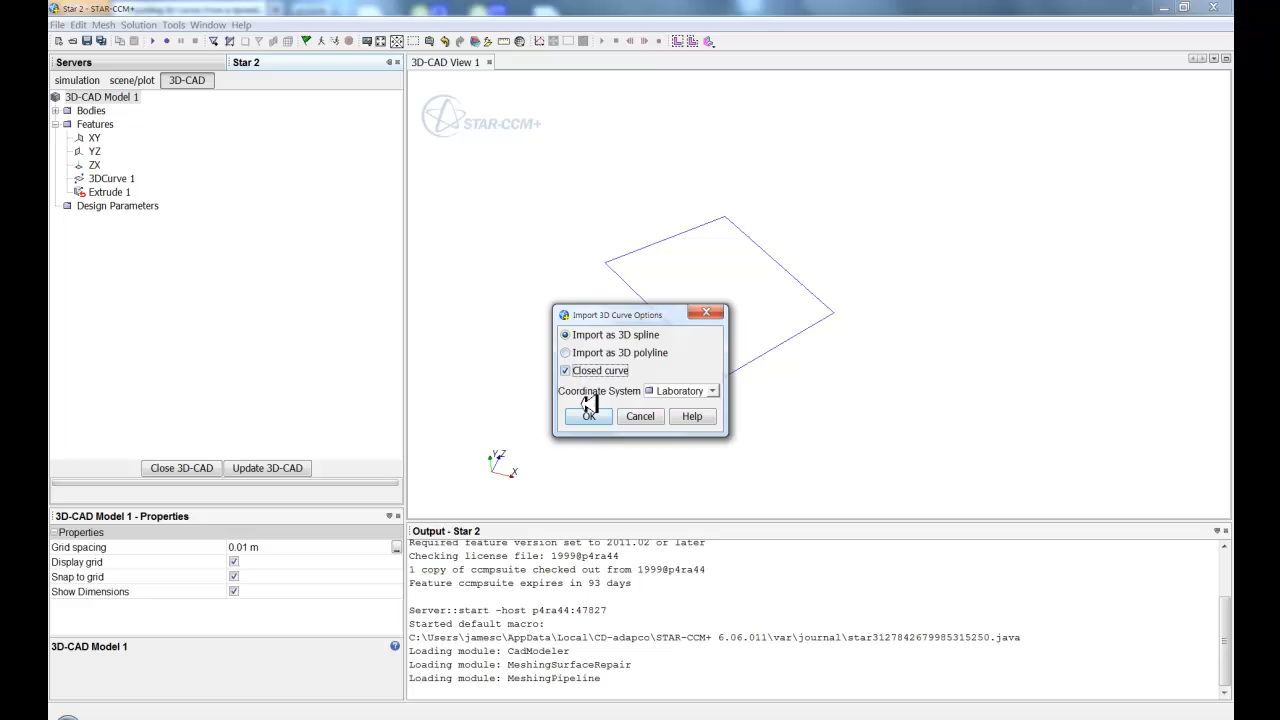 Star 2 - STAR-CCM+
File Edit Mesh Solution Tools Window Help
Servers
Star 2
3D-CAD View 1
simulation scene/plot 3D-CAD
3D-CAD Model 1
Bodies
Features
XY
YZ
ZX
3DCurve 1
Extrude 1
Design Parameters
STAR-CCM+
Import 3D Curve Options
Import as 3D spline
Import as 3D polyline
Closed curve
Coordinate System Laboratory
OK Cancel Help
Y Z
X
Close 3D-CAD Update 3D-CAD
3D-CAD Model 1 - Properties
Properties
Grid spacing 0.01 m
Display grid
Snap to grid
Show Dimensions
3D-CAD Model 1
Output - Star 2
Required feature version set to 2011.02 or later
Checking license file: 1999@p4ra44
1 copy of ccmpsuite checked out from 1999@p4ra44
Feature ccmpsuite expires in 93 days
Server::start -host p4ra44:47827
Started default macro:
C:\Users\jamesc\AppData\Local\CD-adapco\STAR-CCM+ 6.06.011\var\journal\star3127842679985315250.java
Loading module: CadModeler
Loading module: MeshingSurfaceRepair
Loading module: MeshingPipeline